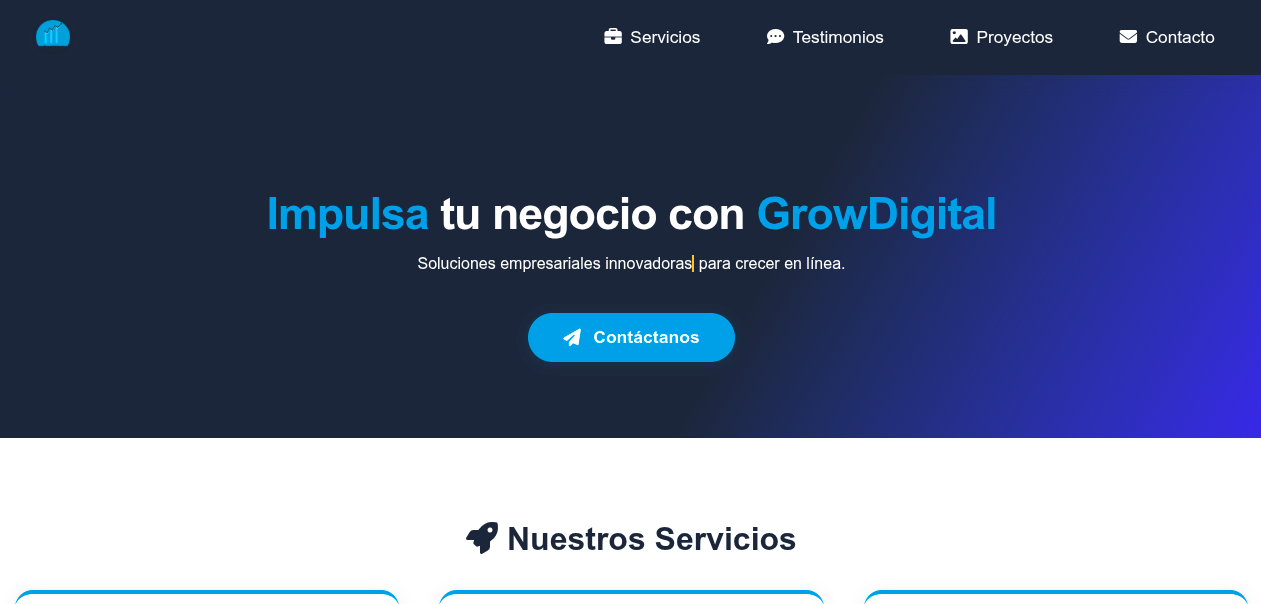 Servicios
Testimonios
Proyectos
Contacto
Impulsa tu negocio con GrowDigital
Soluciones empresariales innovadoras para crecer en línea.
Contáctanos
Nuestros Servicios